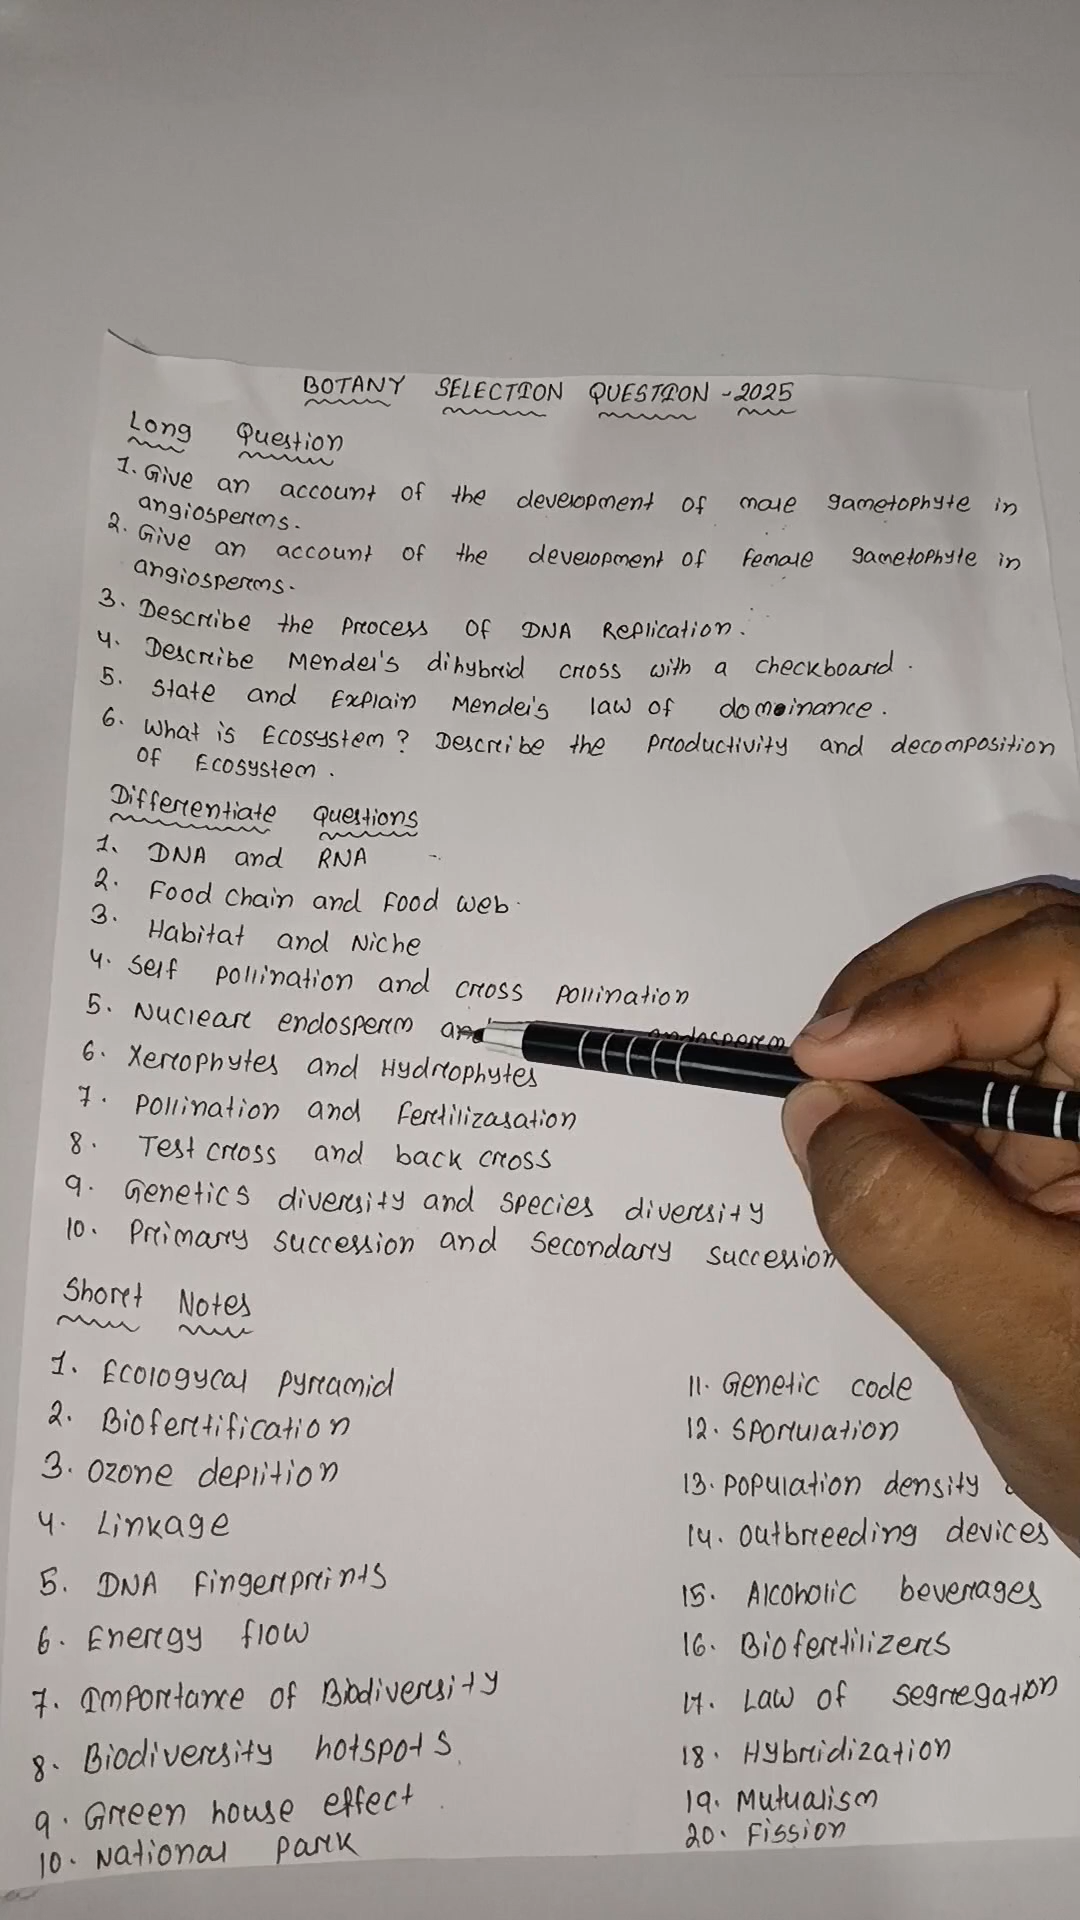 BOTANY SELECTION QUESTION - 2025
Long Question
1. Give an account of the development of male gametophyte in
angiosperms.
2. Give an account of the development of female gametophyte in
angiosperms.
3. Describe the Process of DNA Replication.
4. Describe Mendel's dihybrid cross with a checkboard.
5. State and Explain Mendel's law of domoinance.
6. What is Ecosystem? Describe the Productivity and decomposition
of Ecosystem.
Differentiate Questions
1. DNA and RNA
2. Food Chain and Food web.
3. Habitat and Niche
4. Self pollination and cross pollination
5. Nuclear endosperm and endosperm
6. Xerophytes and Hydrophytes
7. Pollination and Fertilizasation
8. Test cross and back cross
9. Genetics diversity and species diversity
10. Primary succession and secondary succession
Short Notes
1. Ecologycal pyramid
2. Biofertification
3. Ozone deplition
4. Linkage
5. DNA Fingerprints
6. Energy flow
7. Importance of Biodiversity
8. Biodiversity hotspots
9. Green house effect
10. National park
11. Genetic code
12. Sporulation
13. Population density
14. Outbreeding devices
15. Alcoholic beverages
16. Biofertilizers
17. Law of segregation
18. Hybridization
19. Mutualism
20. Fission